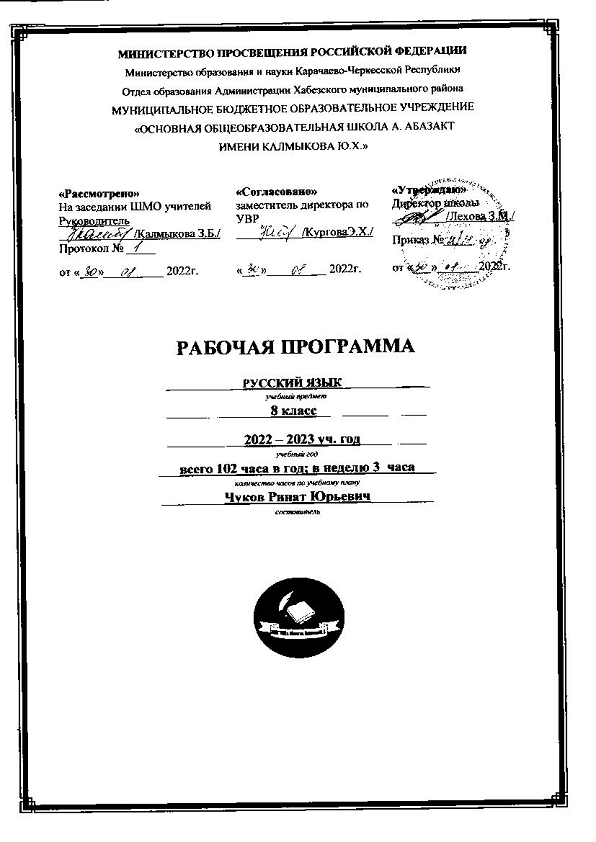 МИНИСТЕРСТВО ПРОСВЕЩЕНИЯ РОССИЙСКОЙ ФЕДЕРАЦИИ
Министерство образования и науки Карачаево-Черкесской Республики
Отдел образования Администрации Хабезского муниципального района
МУНИЦИПАЛЬНОЕ БЮДЖЕТНОЕ ОБРАЗОВАТЕЛЬНОЕ УЧРЕЖДЕНИЕ
«ОСНОВНАЯ ОБЩЕОБРАЗОВАТЕЛЬНАЯ ШКОЛА А. АБАЗАКТ
ИМЕНИ КАЛМЫКОВА Ю.Х.»
«Рассмотрено»
На заседании ШМО учителей
Руководитель
/Калмыкова З.Б./
Протокол № 1
от «30» 08 2022г.
«Согласовано»
заместитель директора по
УВР
/КурговаЭ.Х./
«30» 08 2022г.
«Утверждаю»
Директор школы
/Лехова З.М./
Приказ №
от «30» 08 2022г.
РАБОЧАЯ ПРОГРАММА
РУССКИЙ ЯЗЫК
учебный предмет
8 класс
2022 – 2023 уч. год
учебный год
всего 102 часа в год; в неделю 3 часа
количество часов по учебному плану
Чуков Ринат Юрьевич
составитель